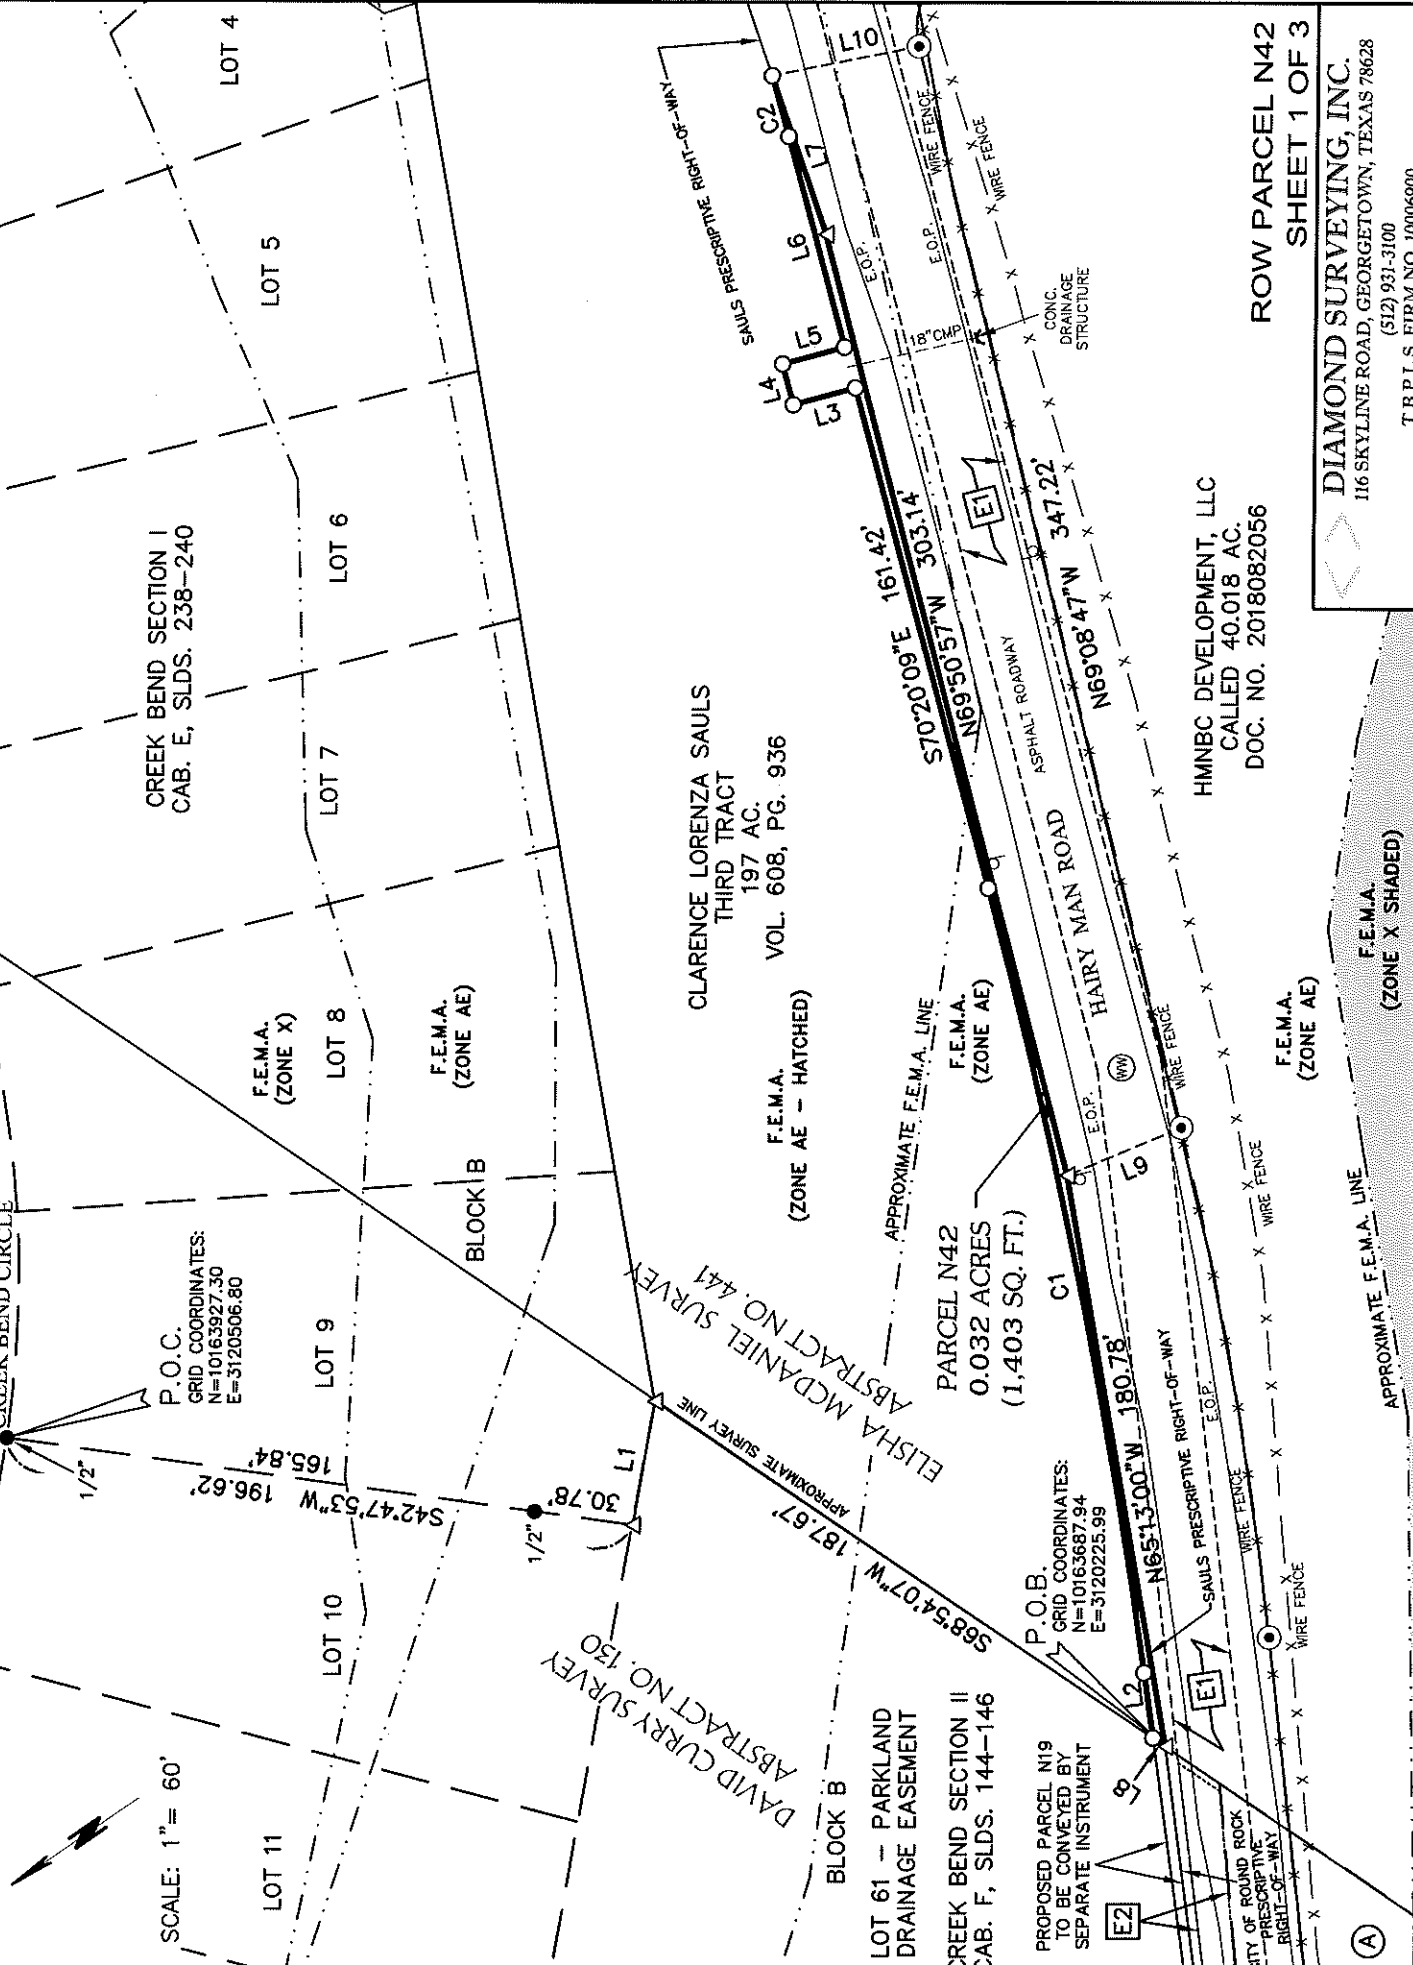 SCALE: 1"= 60'
CREEK BEND CIRCLE
1/2"
P.O.C.
GRID COORDINATES:
N=10163927.30
E=3120506.80
CREEK BEND SECTION I
CAB. E, SLDS. 238-240
LOT 4
LOT 5
LOT 6
LOT 7
LOT 8
LOT 9
LOT 10
LOT 11
BLOCK B
F.E.M.A.
(ZONE X)
F.E.M.A.
(ZONE AE)
S42°47'53"W 196.62'
165.84'
1/2"
30.78'
L1
DAVID CURRY SURVEY
ABSTRACT NO. 130
ELISHA MCDANIEL SURVEY
ABSTRACT NO. 441
APPROXIMATE SURVEY LINE
S68°54'07"W 187.67'
CLARENCE LORENZA SAULS
THIRD TRACT
197 AC.
VOL. 608, PG. 936
F.E.M.A.
(ZONE AE - HATCHED)
APPROXIMATE F.E.M.A. LINE
F.E.M.A.
(ZONE AE)
SAULS PRESCRIPTIVE RIGHT-OF-WAY
BLOCK B
LOT 61 - PARKLAND
DRAINAGE EASEMENT
CREEK BEND SECTION II
CAB. F, SLDS. 144-146
PARCEL N42
0.032 ACRES
(1,403 SQ. FT.)
P.O.B.
GRID COORDINATES:
N=10163687.94
E=3120225.99
PROPOSED PARCEL N19
TO BE CONVEYED BY
SEPARATE INSTRUMENT
E2
L8
L2
N65°13'00"W 180.78'
C1
S70°20'09"E 161.42'
N69°50'57"W 303.14'
L3
L4
L5
L6
L7
C2
L10
L9
SAULS PRESCRIPTIVE RIGHT-OF-WAY
E1
E1
E.O.P.
E.O.P.
E.O.P.
E.O.P.
WW
HAIRY MAN ROAD
ASPHALT ROADWAY
18"CMP
CONC.
DRAINAGE
STRUCTURE
WIRE FENCE
WIRE FENCE
WIRE FENCE
WIRE FENCE
WIRE FENCE
WIRE FENCE
N69°08'47"W 347.22'
CITY OF ROUND ROCK
PRESCRIPTIVE
RIGHT-OF-WAY
A
HMNBC DEVELOPMENT, LLC
CALLED 40.018 AC.
DOC. NO. 2018082056
F.E.M.A.
(ZONE AE)
APPROXIMATE F.E.M.A. LINE
F.E.M.A.
(ZONE X SHADED)
ROW PARCEL N42
SHEET 1 OF 3
DIAMOND SURVEYING, INC.
116 SKYLINE ROAD, GEORGETOWN, TEXAS 78628
(512) 931-3100
T.B.P.L.S. FIRM NO. 10006900